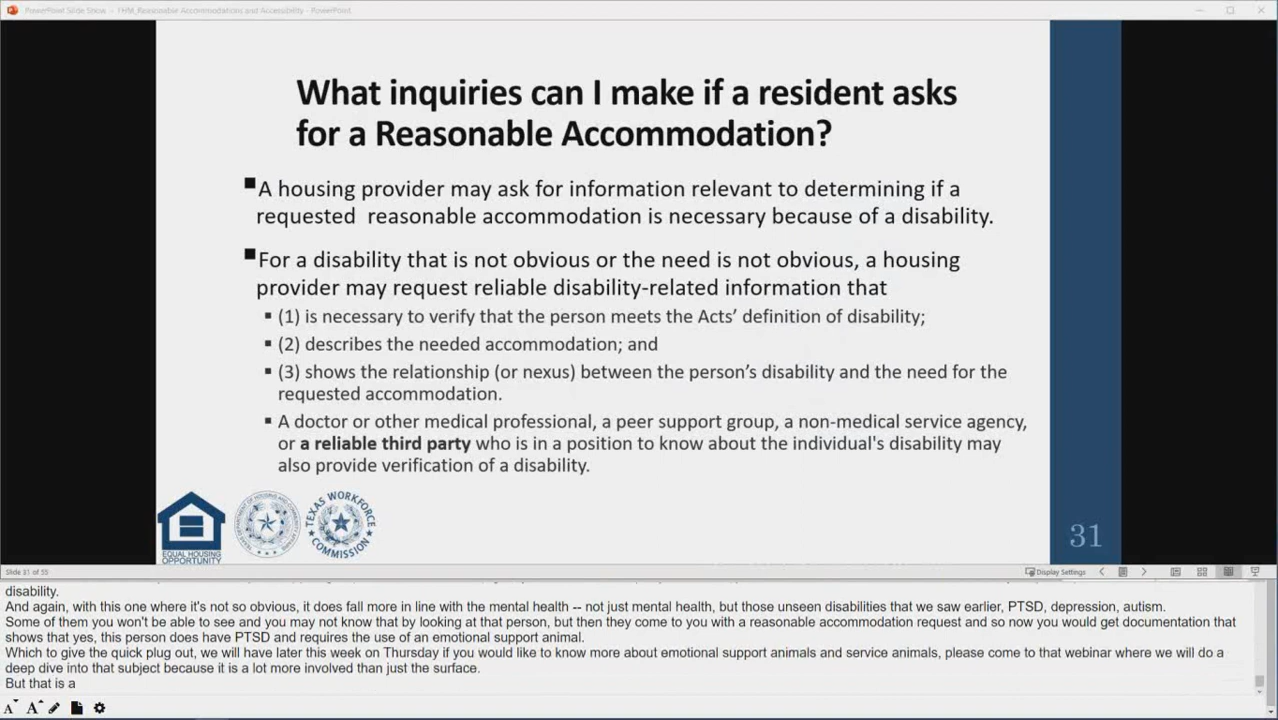 PowerPoint Slide Show - THM_Reasonable Accommodations and Accessibility - PowerPoint
What inquiries can I make if a resident asks
for a Reasonable Accommodation?
A housing provider may ask for information relevant to determining if a
requested reasonable accommodation is necessary because of a disability.
For a disability that is not obvious or the need is not obvious, a housing
provider may request reliable disability-related information that
(1) is necessary to verify that the person meets the Acts' definition of disability;
(2) describes the needed accommodation; and
(3) shows the relationship (or nexus) between the person's disability and the need for the
requested accommodation.
A doctor or other medical professional, a peer support group, a non-medical service agency,
or a reliable third party who is in a position to know about the individual's disability may
also provide verification of a disability.
EQUAL HOUSING
OPPORTUNITY
TEXAS WORKFORCE
COMMISSION
31
Slide 31 of 55
Display Settings
disability.
And again, with this one where it's not so obvious, it does fall more in line with the mental health -- not just mental health, but those unseen disabilities that we saw earlier, PTSD, depression, autism.
Some of them you won't be able to see and you may not know that by looking at that person, but then they come to you with a reasonable accommodation request and so now you would get documentation that
shows that yes, this person does have PTSD and requires the use of an emotional support animal.
Which to give the quick plug out, we will have later this week on Thursday if you would like to know more about emotional support animals and service animals, please come to that webinar where we will do a
deep dive into that subject because it is a lot more involved than just the surface.
But that is a
A A